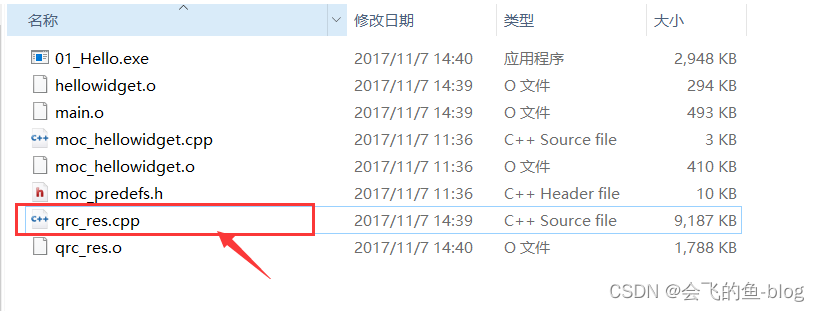 名称 修改日期 类型 大小
01_Hello.exe 2017/11/7 14:40 应用程序 2,948 KB
hellowidget.o 2017/11/7 14:39 O 文件 294 KB
main.o 2017/11/7 14:39 O 文件 493 KB
moc_hellowidget.cpp 2017/11/7 11:36 C++ Source file 3 KB
moc_hellowidget.o 2017/11/7 11:36 O 文件 410 KB
moc_predefs.h 2017/11/7 11:36 C++ Header file 10 KB
qrc_res.cpp 2017/11/7 14:39 C++ Source file 9,187 KB
qrc_res.o 2017/11/7 14:39 O 文件 1,788 KB
CSDN @会飞的鱼-blog